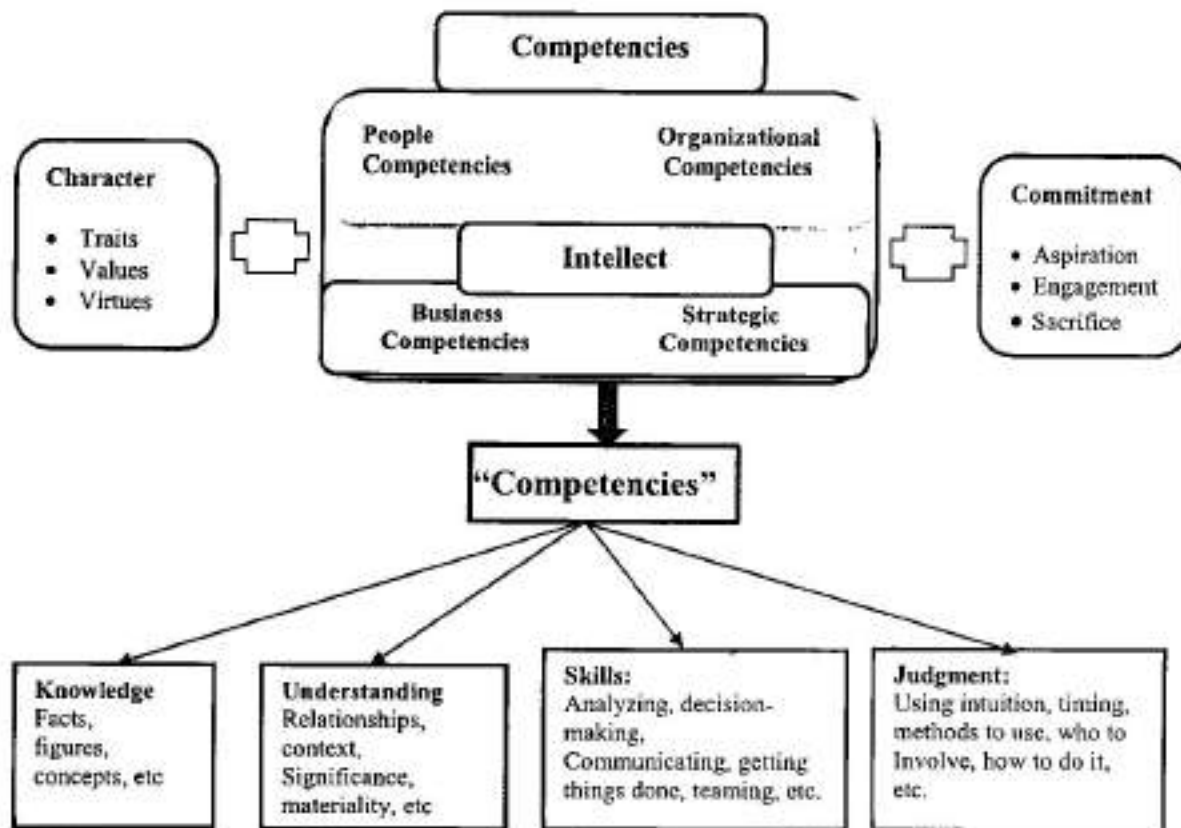 Competencies
People
Competencies
Organizational
Competencies
Character
• Traits
• Values
• Virtues
Intellect
Business
Competencies
Strategic
Competencies
Commitment
• Aspiration
• Engagement
• Sacrifice
“Competencies”
Knowledge
Facts,
figures,
concepts, etc
Understanding
Relationships,
context,
Significance,
materiality, etc
Skills:
Analyzing, decision-
making,
Communicating, getting
things done, teaming, etc.
Judgment:
Using intuition, timing,
methods to use, who to
Involve, how to do it,
etc.